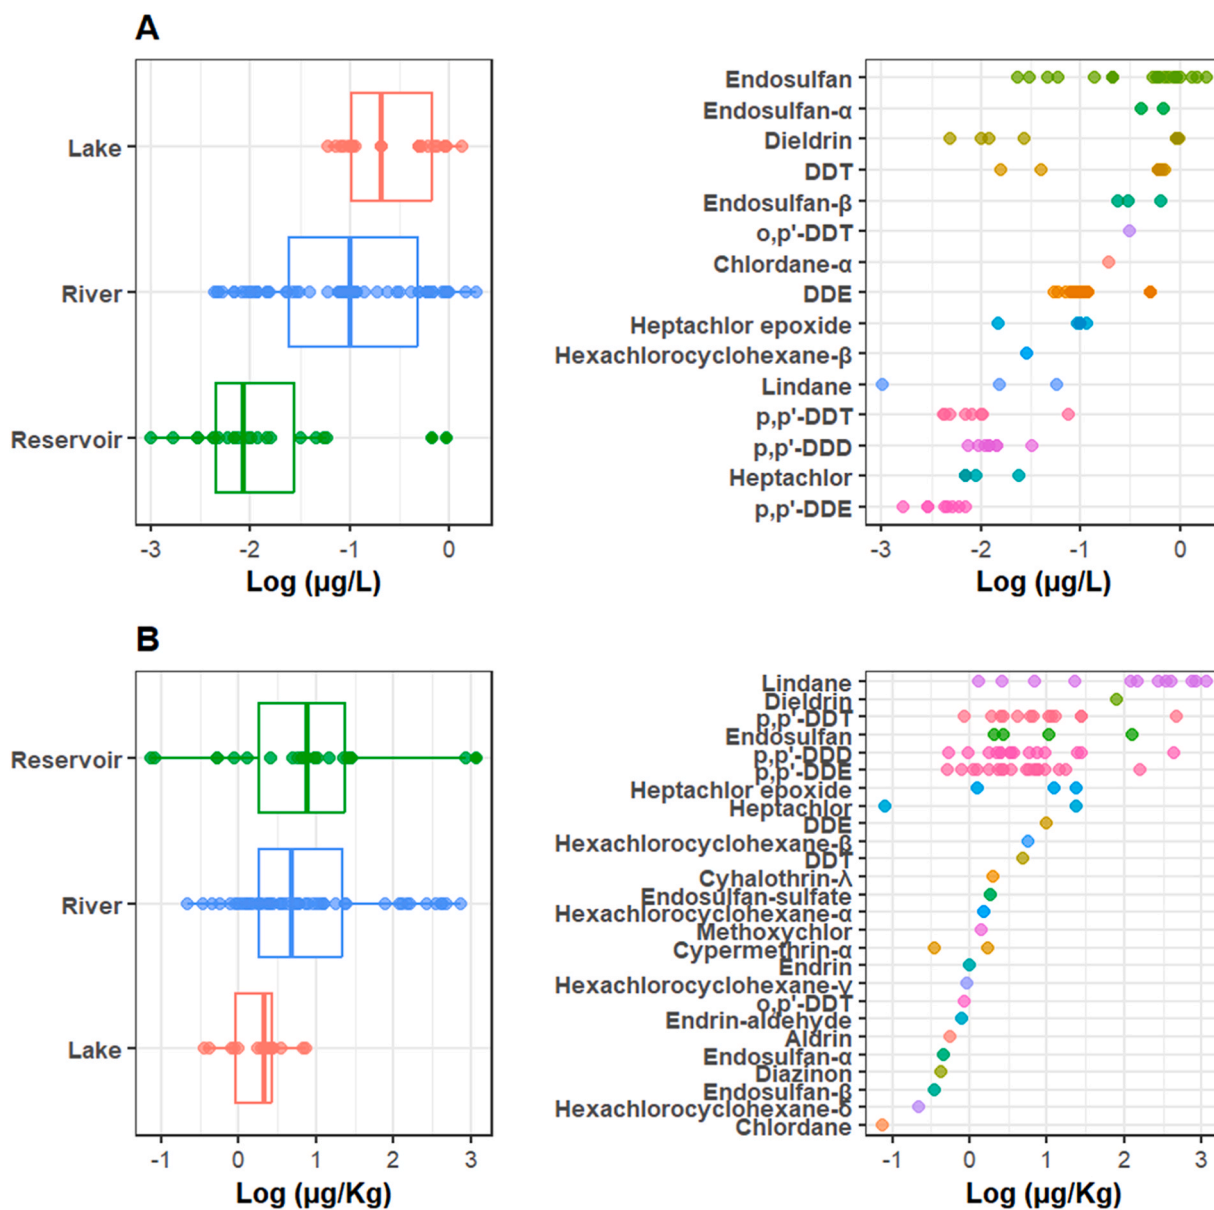 A
Lake
River
Reservoir
-3 -2 -1 0
Log (µg/L)
Endosulfan
Endosulfan-α
Dieldrin
DDT
Endosulfan-β
o,p'-DDT
Chlordane-α
DDE
Heptachlor epoxide
Hexachlorocyclohexane-β
Lindane
p,p'-DDT
p,p'-DDD
Heptachlor
p,p'-DDE
-3 -2 -1 0
Log (µg/L)
B
Reservoir
River
Lake
-1 0 1 2 3
Log (µg/Kg)
Lindane
Dieldrin
p,p'-DDT
Endosulfan
p,p'-DDD
p,p'-DDE
Heptachlor epoxide
Heptachlor
DDE
Hexachlorocyclohexane-β
DDT
Cyhalothrin-λ
Endosulfan-sulfate
Hexachlorocyclohexane-α
Methoxychlor
Cypermethrin-α
Endrin
Hexachlorocyclohexane-γ
o,p'-DDT
Endrin-aldehyde
Aldrin
Endosulfan-α
Diazinon
Endosulfan-β
Hexachlorocyclohexane-δ
Chlordane
-1 0 1 2 3
Log (µg/Kg)